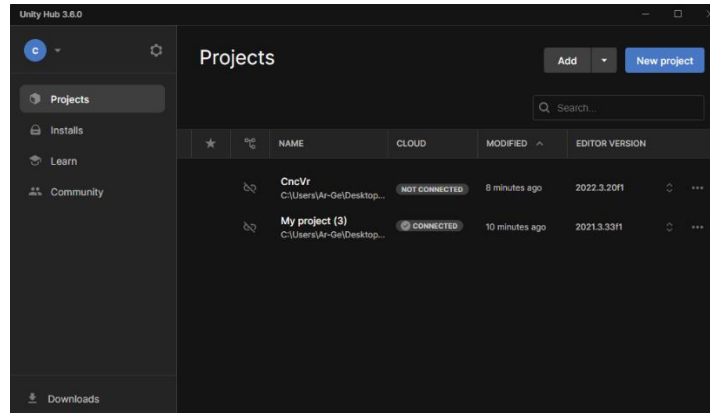 Unity Hub 3.6.0
C
Projects
Installs
Learn
Community
Downloads
Projects
Add
New project
Search...
NAME CLOUD MODIFIED EDITOR VERSION
CncVr NOT CONNECTED 8 minutes ago 2022.3.20f1
C:\Users\Ar-Ge\Desktop...
My project (3) CONNECTED 10 minutes ago 2021.3.33f1
C:\Users\Ar-Ge\Desktop...